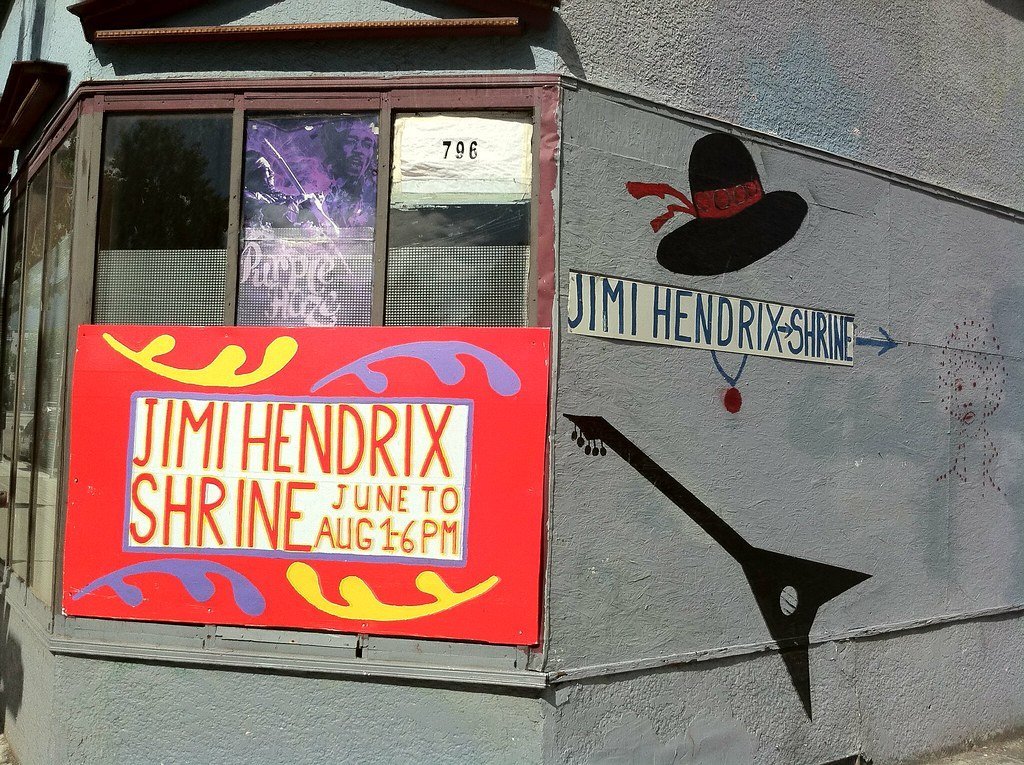 796
Purple
Haze
JIMI HENDRIX→SHRINE
JIMI HENDRIX
SHRINE JUNE TO
AUG 1-6 PM